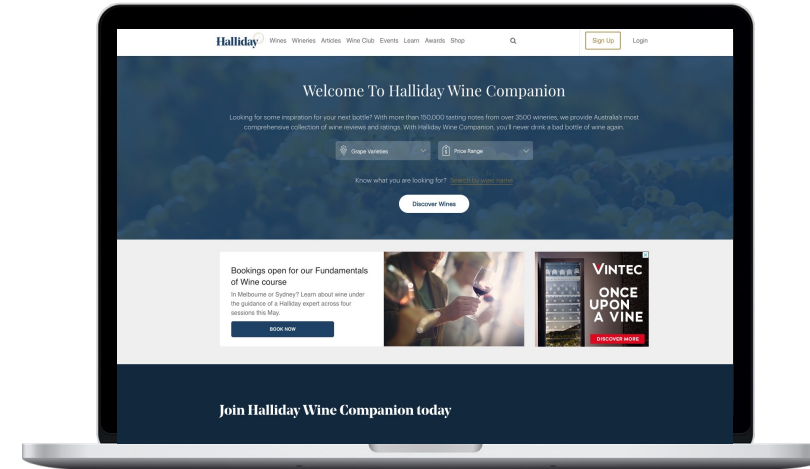 Halliday Wines Wineries Articles Wine Club Events Learn Awards Shop Sign Up Login
Welcome To Halliday Wine Companion
Looking for some inspiration for your next bottle? With more than 150,000 tasting notes from over 3500 wineries, we provide Australia's most
comprehensive collection of wine reviews and ratings. With Halliday Wine Companion, you'll never drink a bad bottle of wine again.
Grape Varieties Price Range
Know what you are looking for? Search by wine name
Discover Wines
Bookings open for our Fundamentals
of Wine course
In Melbourne or Sydney? Learn about wine under
the guidance of a Halliday expert across four
sessions this May.
BOOK NOW
VINTEC
ONCE
UPON
A VINE
DISCOVER MORE
Join Halliday Wine Companion today